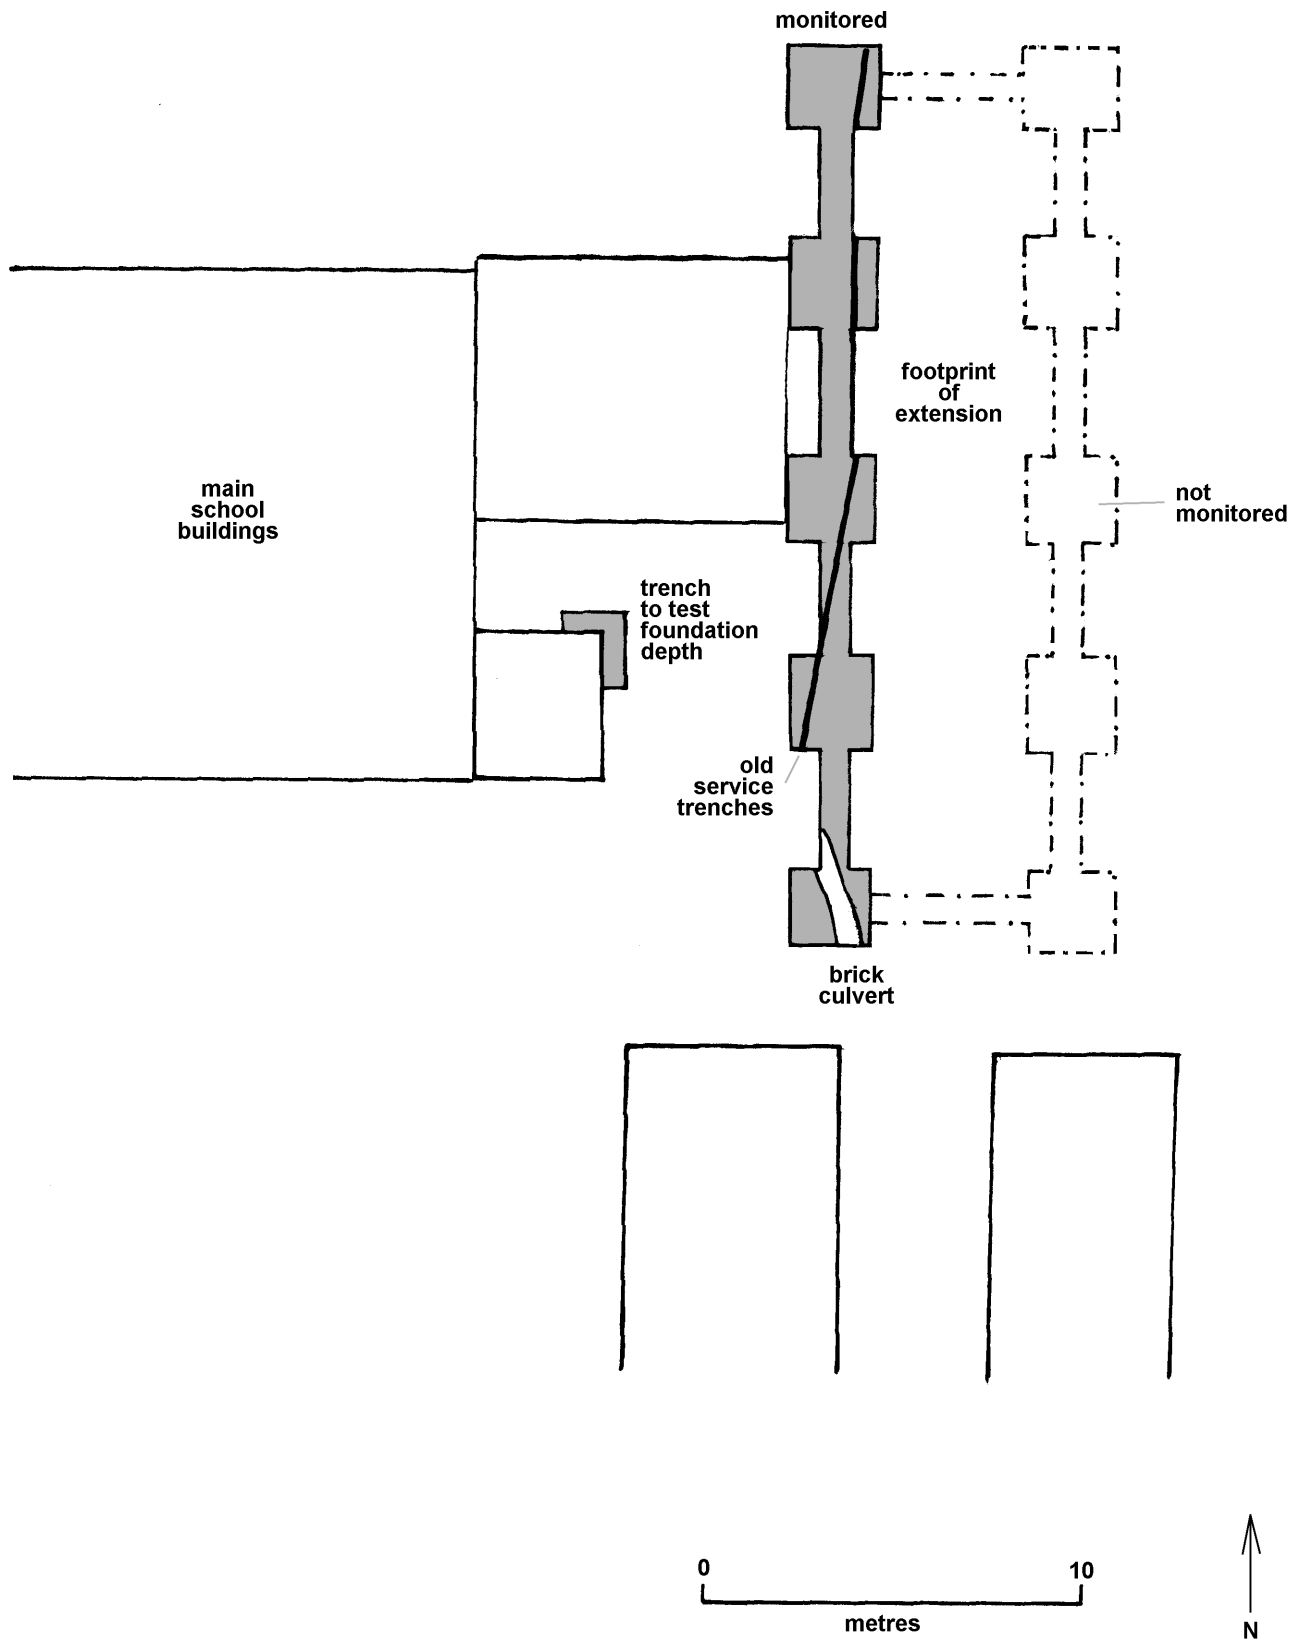 monitored
footprint
of
extension
main
school
buildings
not
monitored
trench
to test
foundation
depth
old
service
trenches
brick
culvert
0 10
metres
N